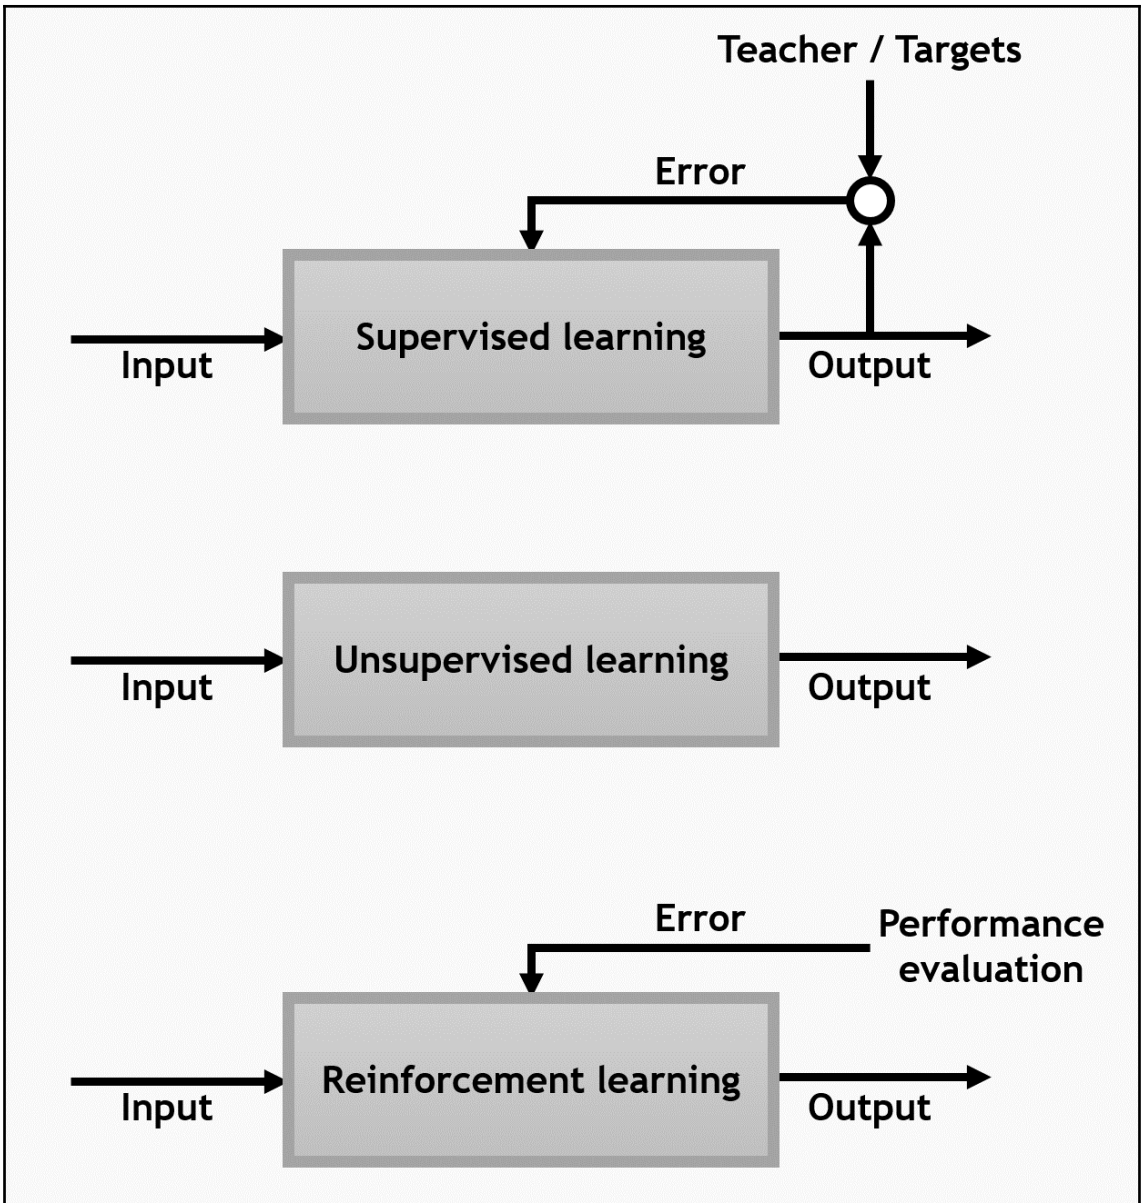 Teacher / Targets
Error
Supervised learning
Input
Output
Unsupervised learning
Input
Output
Error
Performance
evaluation
Reinforcement learning
Input
Output